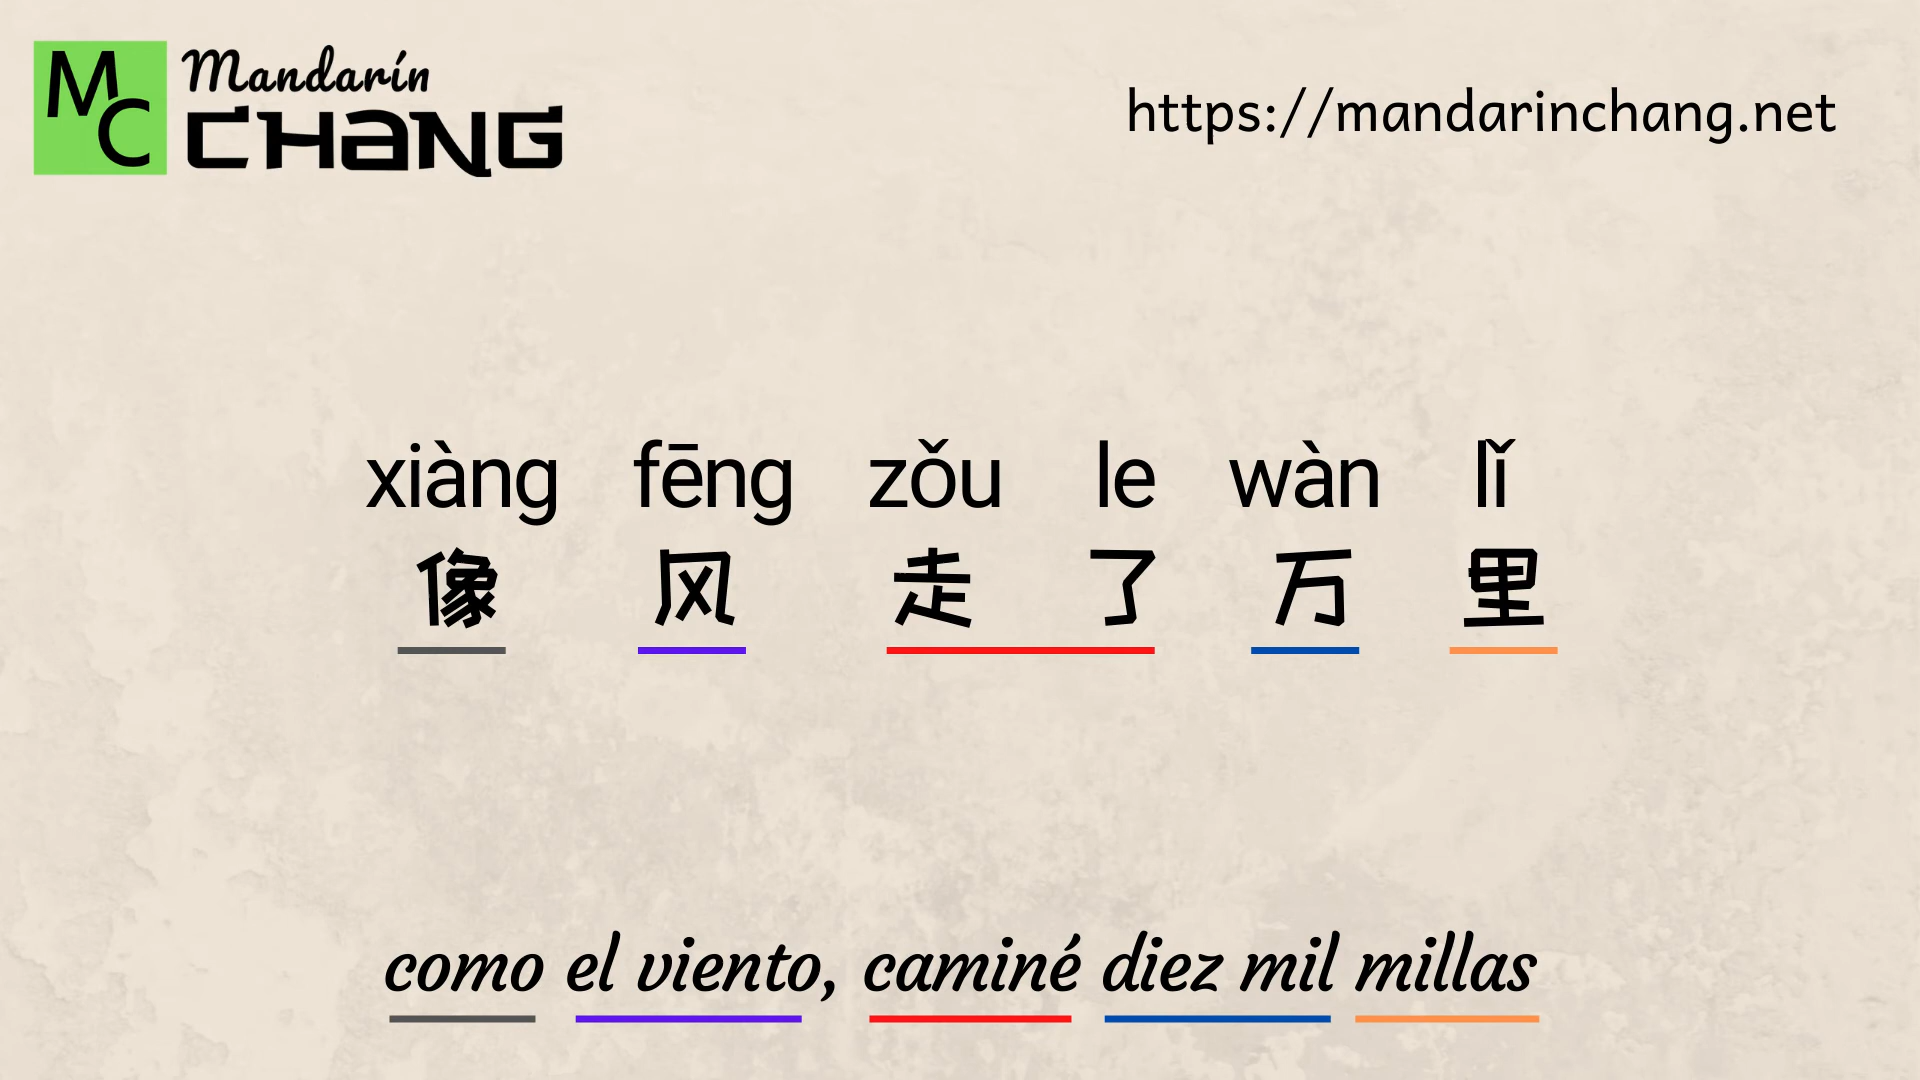 MC
Mandarín
CHANG
https://mandarinchang.net
xiàng fēng zǒu le wàn lǐ
像 风 走 了 万 里
como el viento, caminé diez mil millas